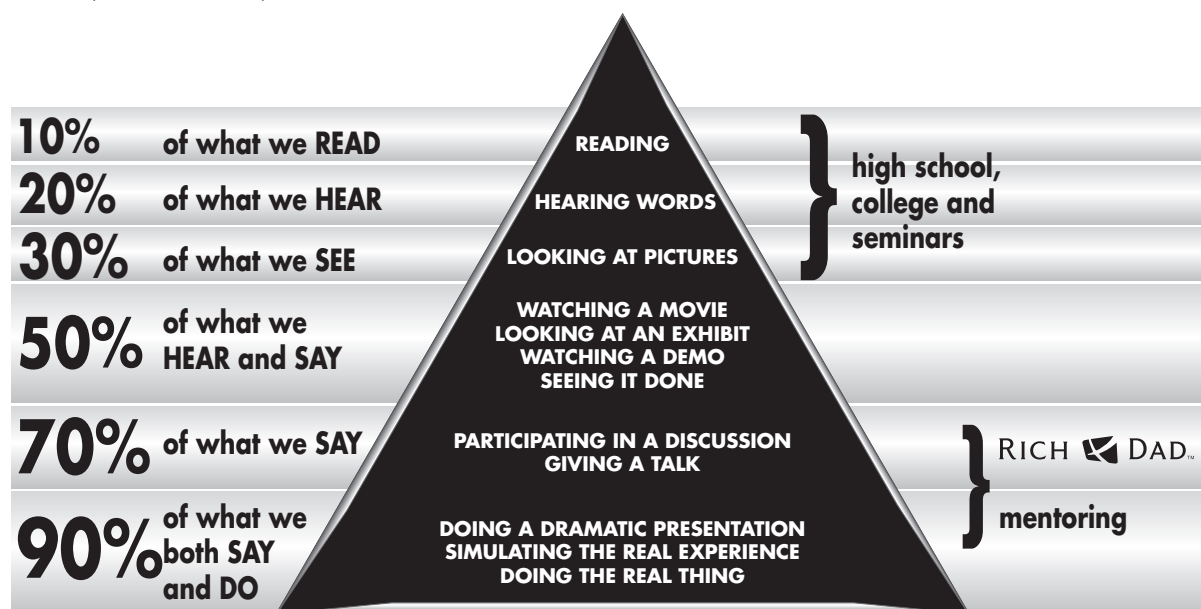 10%
of what we READ
READING
20%
of what we HEAR
HEARING WORDS
30%
of what we SEE
LOOKING AT PICTURES
high school,
college and
seminars
50%
of what we
HEAR and SAY
WATCHING A MOVIE
LOOKING AT AN EXHIBIT
WATCHING A DEMO
SEEING IT DONE
70%
of what we SAY
PARTICIPATING IN A DISCUSSION
GIVING A TALK
90%
of what we
both SAY
and DO
DOING A DRAMATIC PRESENTATION
SIMULATING THE REAL EXPERIENCE
DOING THE REAL THING
RICH DAD™
mentoring